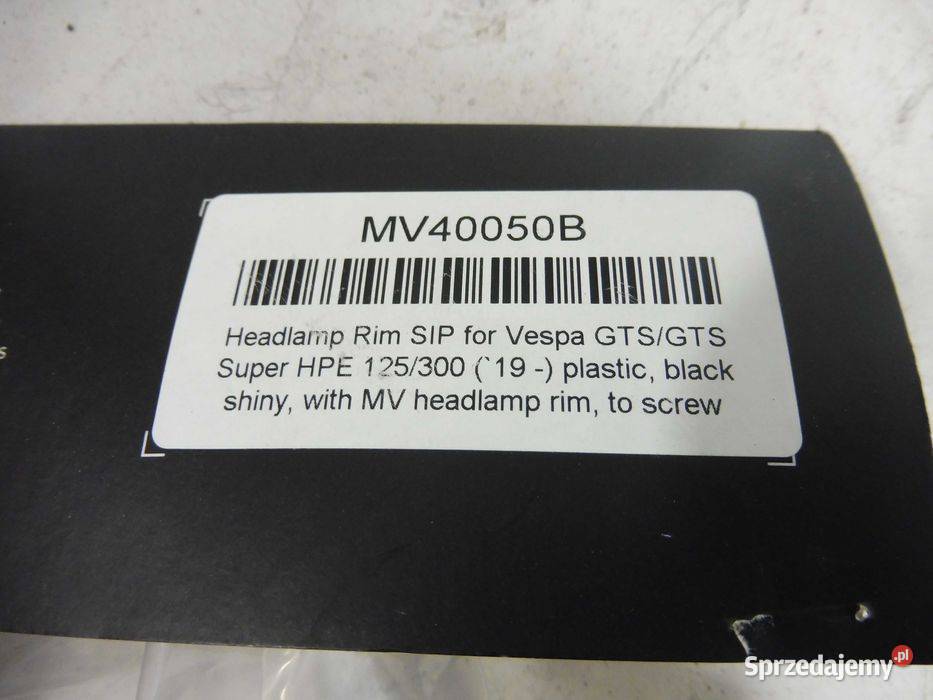 MV40050B
Headlamp Rim SIP for Vespa GTS/GTS
Super HPE 125/300 (`19 -) plastic, black
shiny, with MV headlamp rim, to screw
Sprzedajemy.pl